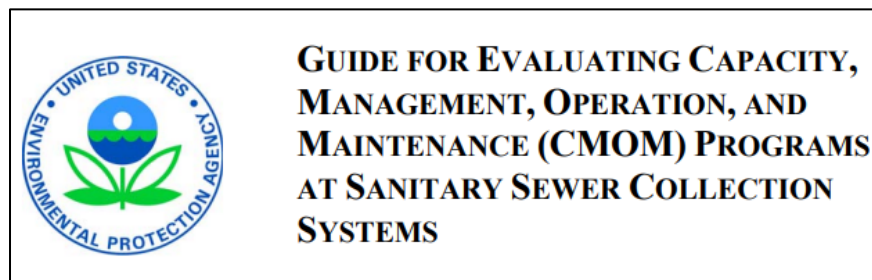 UNITED STATES
ENVIRONMENTAL PROTECTION AGENCY
GUIDE FOR EVALUATING CAPACITY,
MANAGEMENT, OPERATION, AND
MAINTENANCE (CMOM) PROGRAMS
AT SANITARY SEWER COLLECTION
SYSTEMS